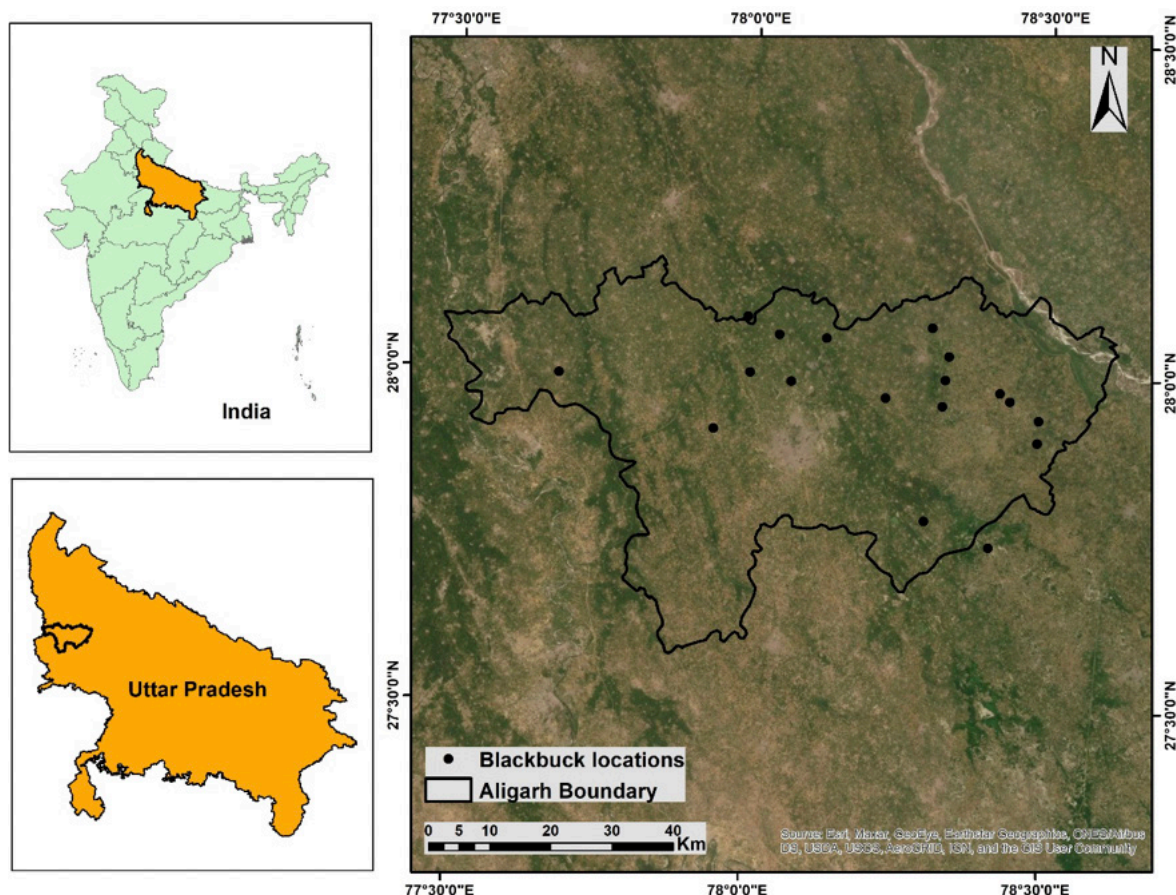 India
Uttar Pradesh
77°30'0"E
78°0'0"E
78°30'0"E
28°30'0"N
28°0'0"N
28°0'0"N
27°30'0"N
27°30'0"N
N
Blackbuck locations
Aligarh Boundary
0 5 10 20 30 40
Km
Source: Esri, Maxar, GeoEye, Earthstar Geographics, CNES/Airbus
DS, USDA, USGS, AeroGRID, IGN, and the GIS User Community
77°30'0"E
78°0'0"E
78°30'0"E